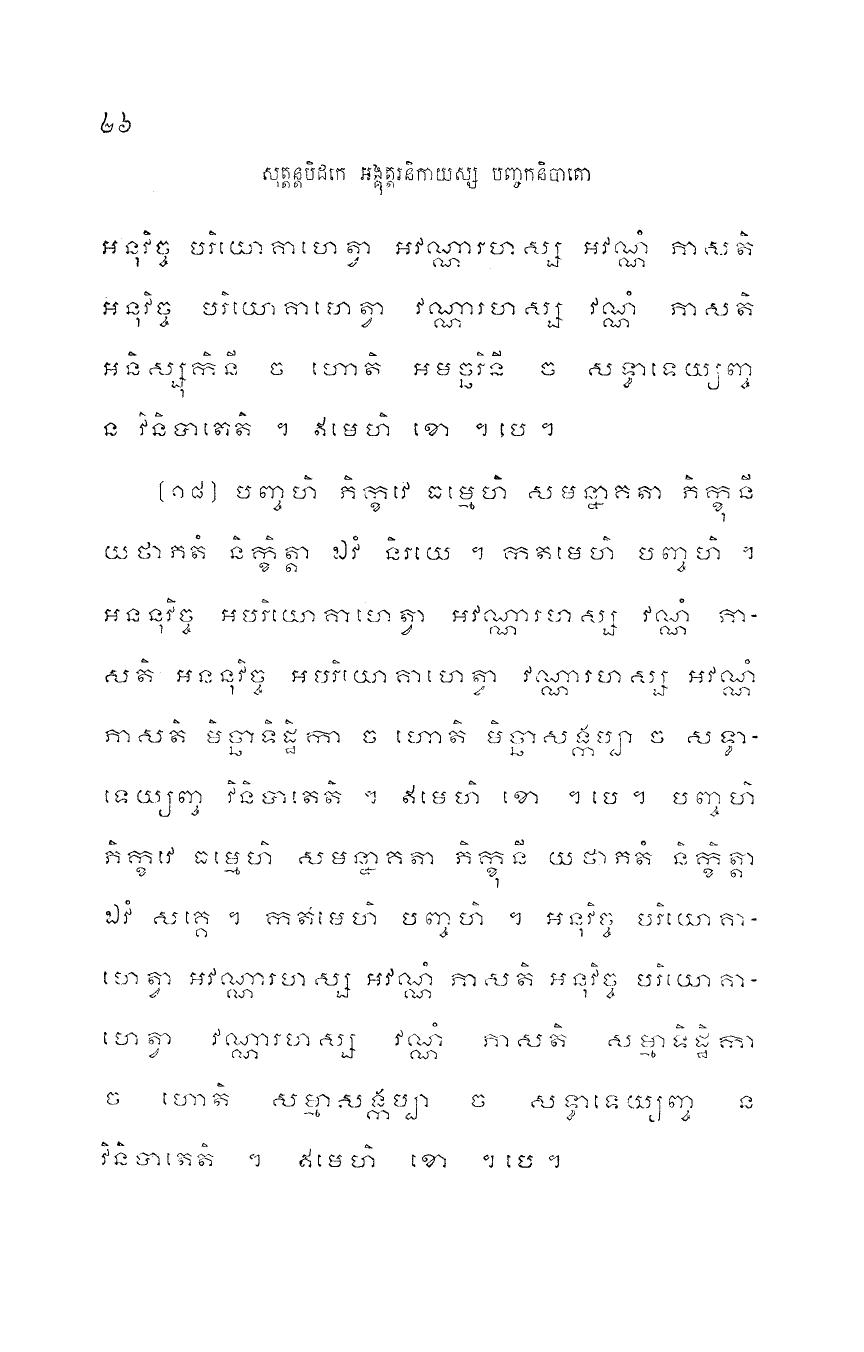 ៤៦
សុត្តន្តបិដកេ អង្គុត្តរនិកាយស្ស បញ្ចកនិបាតោ
អនុវិច្ច បរិយោគាហេត្វា អវណ្ណារហស្ស អវណ្ណំ ភាសតិ
អនុវិច្ច បរិយោគាហេត្វា វណ្ណារហស្ស វណ្ណំ ភាសតិ
អនិស្សុកិនី ច ហោតិ អមច្ឆរិនី ច សទ្ធាទេយ្យញ្ច
ន វិនិបាតេតិ ។ ឥមេហិ ខោ ។ បេ ។
(១៨) បញ្ចហិ ភិក្ខវេ ធម្មេហិ សមន្នាគតា ភិក្ខុនី
យថាភតំ និក្ខិត្តា ឯវំ និរយេ ។ កតមេហិ បញ្ចហិ ។
អននុវិច្ច អបរិយោគាហេត្វា អវណ្ណារហស្ស វណ្ណំ ភា-
សតិ អននុវិច្ច អបរិយោគាហេត្វា វណ្ណារហស្ស អវណ្ណំ
ភាសតិ មិច្ឆាទិដ្ឋិកា ច ហោតិ មិច្ឆាសង្កប្បា ច សទ្ធា-
ទេយ្យញ្ច វិនិបាតេតិ ។ ឥមេហិ ខោ ។ បេ ។ បញ្ចហិ
ភិក្ខវេ ធម្មេហិ សមន្នាគតា ភិក្ខុនី យថាភតំ និក្ខិត្តា
ឯវំ សគ្គេ ។ កតមេហិ បញ្ចហិ ។ អនុវិច្ច បរិយោគា-
ហេត្វា អវណ្ណារហស្ស អវណ្ណំ ភាសតិ អនុវិច្ច បរិយោគា-
ហេត្វា វណ្ណារហស្ស វណ្ណំ ភាសតិ សម្មាទិដ្ឋិកា
ច ហោតិ សម្មាសង្កប្បា ច សទ្ធាទេយ្យញ្ច ន
វិនិបាតេតិ ។ ឥមេហិ ខោ ។ បេ ។